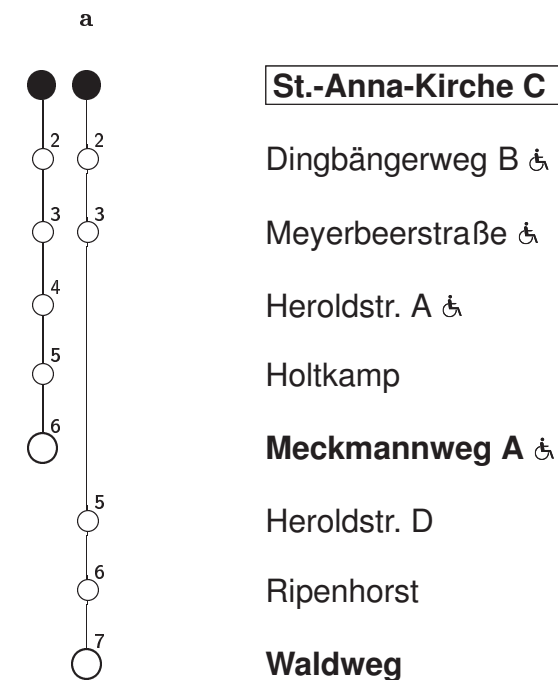 a
St.-Anna-Kirche C
2 2 Dingbängerweg B
3 3 Meyerbeerstraße
4 Heroldstr. A
5 Holtkamp
6 Meckmannweg A
5 Heroldstr. D
6 Ripenhorst
7 Waldweg